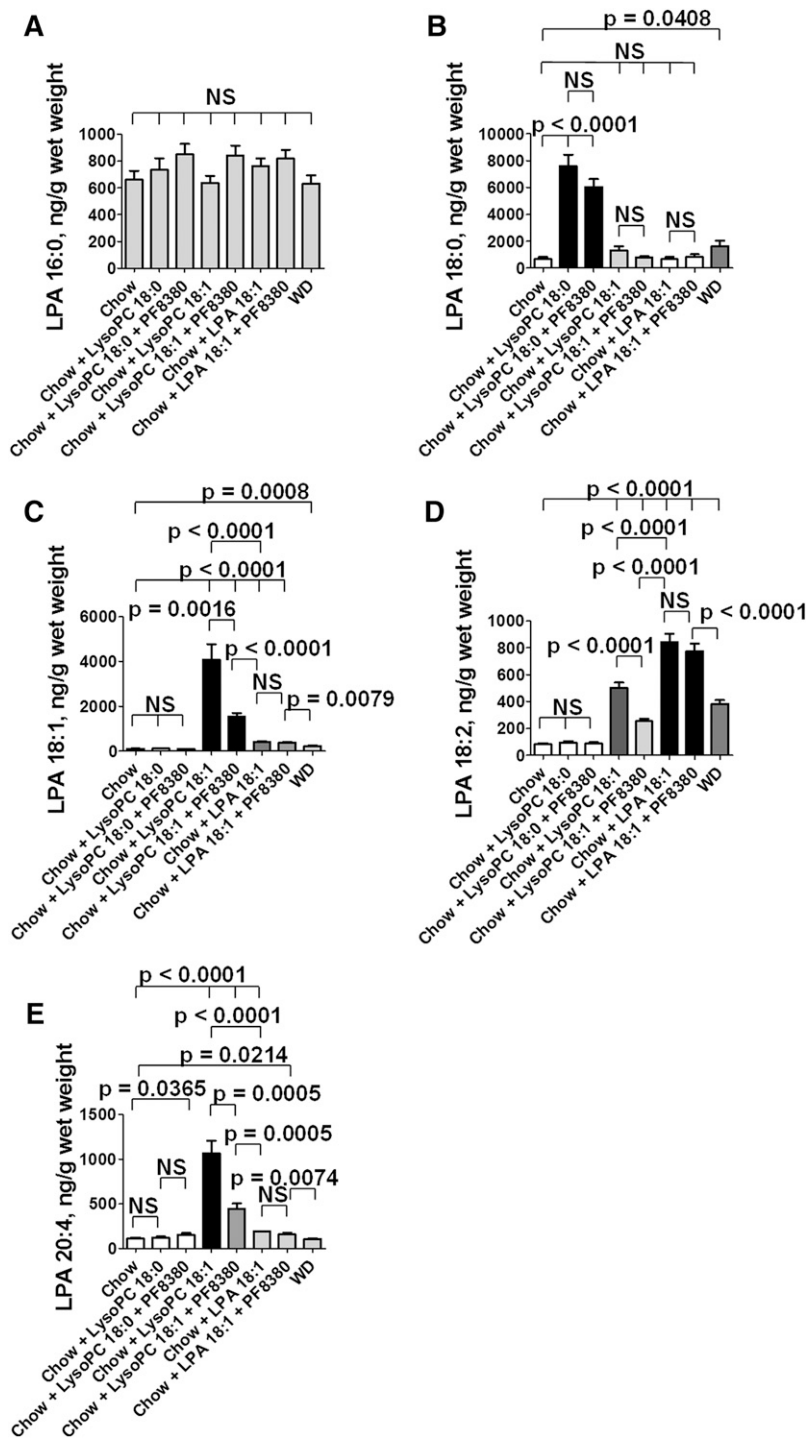 A
NS
LPA 16:0, ng/g wet weight
1000
800
600
400
200
0
Chow
Chow + LysoPC 18:0
Chow + LysoPC 18:0 + PF8380
Chow + LysoPC 18:1
Chow + LysoPC 18:1 + PF8380
Chow + LPA 18:1
Chow + LPA 18:1 + PF8380
WD
B
p = 0.0408
NS
NS
p < 0.0001
NS
NS
LPA 18:0, ng/g wet weight
10000
8000
6000
4000
2000
0
Chow
Chow + LysoPC 18:0
Chow + LysoPC 18:0 + PF8380
Chow + LysoPC 18:1
Chow + LysoPC 18:1 + PF8380
Chow + LPA 18:1
Chow + LPA 18:1 + PF8380
WD
C
p = 0.0008
p < 0.0001
p < 0.0001
p = 0.0016
p < 0.0001
NS
NS
p = 0.0079
LPA 18:1, ng/g wet weight
6000
4000
2000
0
Chow
Chow + LysoPC 18:0
Chow + LysoPC 18:0 + PF8380
Chow + LysoPC 18:1
Chow + LysoPC 18:1 + PF8380
Chow + LPA 18:1
Chow + LPA 18:1 + PF8380
WD
D
p < 0.0001
p < 0.0001
p < 0.0001
NS
p < 0.0001
p < 0.0001
NS
LPA 18:2, ng/g wet weight
1000
800
600
400
200
0
Chow
Chow + LysoPC 18:0
Chow + LysoPC 18:0 + PF8380
Chow + LysoPC 18:1
Chow + LysoPC 18:1 + PF8380
Chow + LPA 18:1
Chow + LPA 18:1 + PF8380
WD
E
p < 0.0001
p < 0.0001
p = 0.0214
p = 0.0365
p = 0.0005
p = 0.0005
NS
p = 0.0074
NS
NS
LPA 20:4, ng/g wet weight
1500
1000
500
0
Chow
Chow + LysoPC 18:0
Chow + LysoPC 18:0 + PF8380
Chow + LysoPC 18:1
Chow + LysoPC 18:1 + PF8380
Chow + LPA 18:1
Chow + LPA 18:1 + PF8380
WD